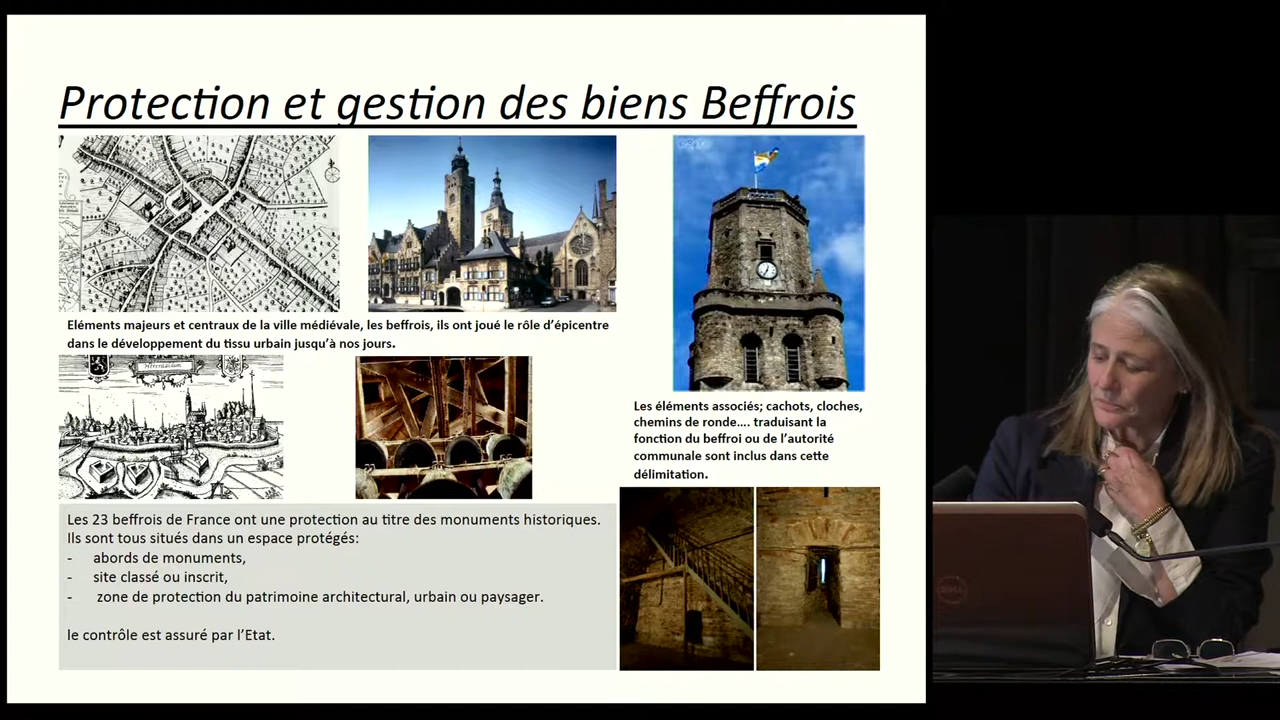 Protection et gestion des biens Beffrois
Eléments majeurs et centraux de la ville médiévale, les beffrois, ils ont joué le rôle d'épicentre
dans le développement du tissu urbain jusqu'à nos jours.
Les éléments associés; cachots, cloches,
chemins de ronde.... traduisant la
fonction du beffroi ou de l'autorité
communale sont inclus dans cette
délimitation.
Les 23 beffrois de France ont une protection au titre des monuments historiques.
Ils sont tous situés dans un espace protégés:
- abords de monuments,
- site classé ou inscrit,
- zone de protection du patrimoine architectural, urbain ou paysager.
le contrôle est assuré par l'Etat.
DELL